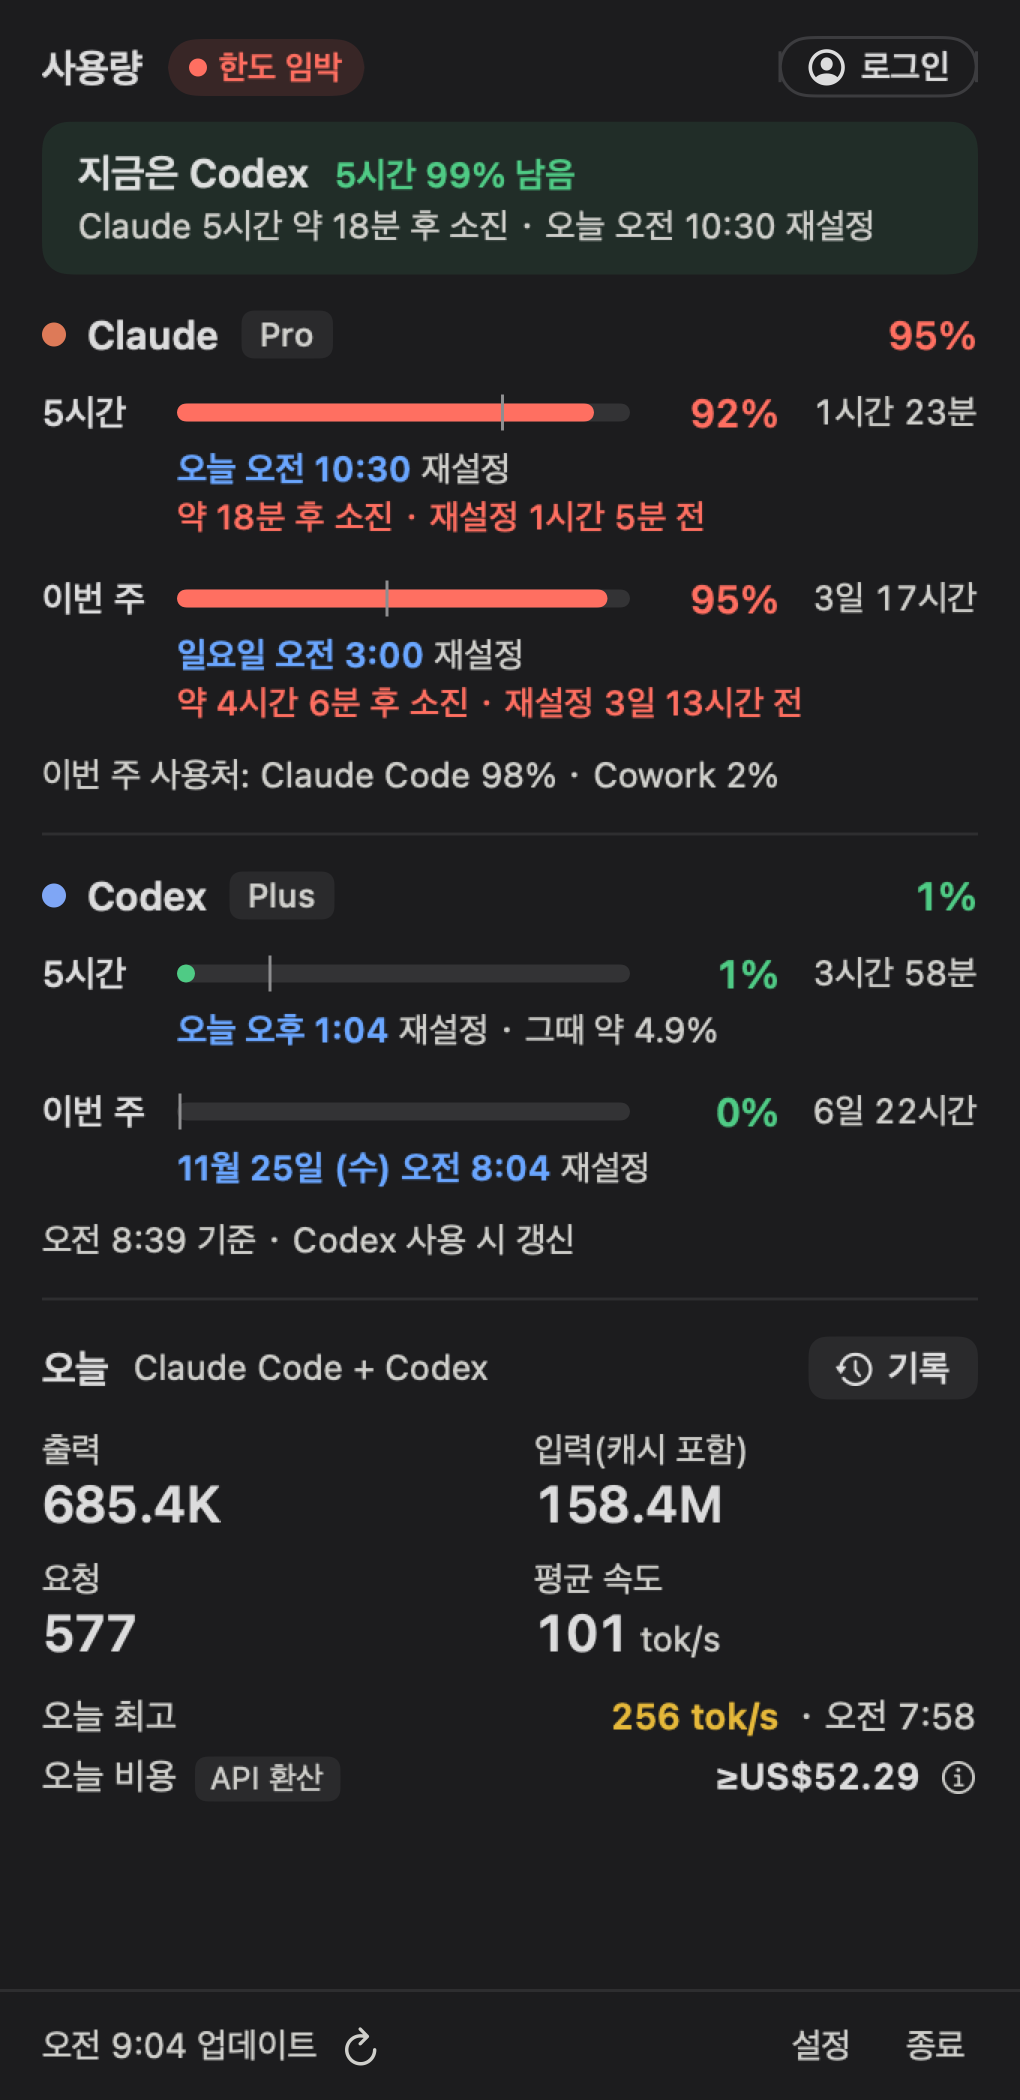 사용량 한도 임박 로그인
지금은 Codex 5시간 99% 남음
Claude 5시간 약 18분 후 소진 · 오늘 오전 10:30 재설정
Claude Pro 95%
5시간 92% 1시간 23분
오늘 오전 10:30 재설정
약 18분 후 소진 · 재설정 1시간 5분 전
이번 주 95% 3일 17시간
일요일 오전 3:00 재설정
약 4시간 6분 후 소진 · 재설정 3일 13시간 전
이번 주 사용처: Claude Code 98% · Cowork 2%
Codex Plus 1%
5시간 1% 3시간 58분
오늘 오후 1:04 재설정 · 그때 약 4.9%
이번 주 0% 6일 22시간
11월 25일 (수) 오전 8:04 재설정
오전 8:39 기준 · Codex 사용 시 갱신
오늘 Claude Code + Codex 기록
출력 입력(캐시 포함)
685.4K 158.4M
요청 평균 속도
577 101 tok/s
오늘 최고 256 tok/s · 오전 7:58
오늘 비용 API 환산 ≥US$52.29
오전 9:04 업데이트 설정 종료